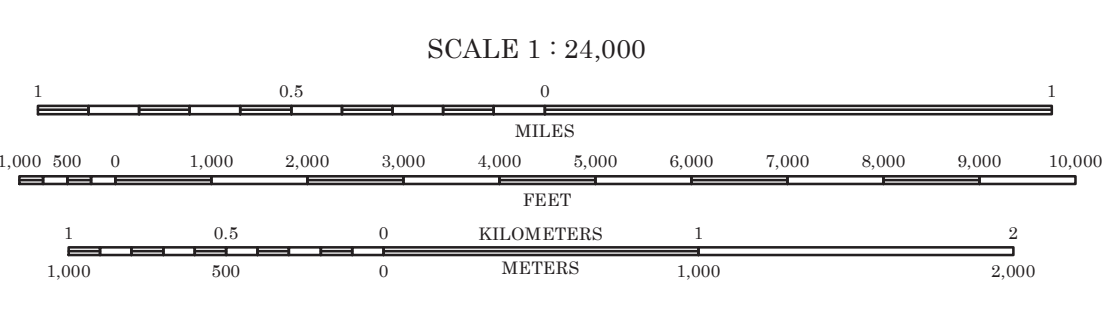 SCALE 1 : 24,000
1 0.5 0 1
MILES
1,000 500 0 1,000 2,000 3,000 4,000 5,000 6,000 7,000 8,000 9,000 10,000
FEET
1 0.5 0 KILOMETERS 1 2
1,000 500 0 METERS 1,000 2,000